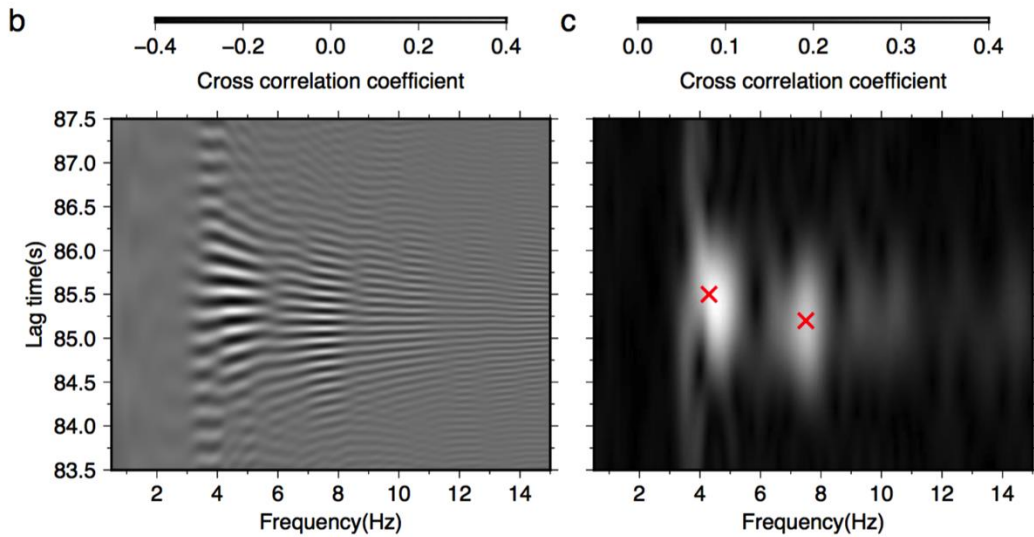 b
−0.4 −0.2 0.0 0.2 0.4
Cross correlation coefficient
87.5
87.0
86.5
86.0
85.5
85.0
84.5
84.0
83.5
Lag time(s)
2 4 6 8 10 12 14
Frequency(Hz)
c
0.0 0.1 0.2 0.3 0.4
Cross correlation coefficient
2 4 6 8 10 12 14
Frequency(Hz)